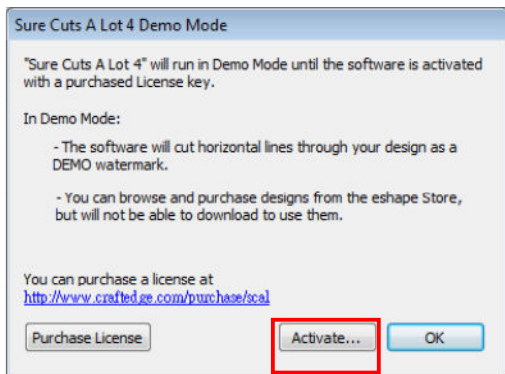 Sure Cuts A Lot 4 Demo Mode
"Sure Cuts A Lot 4" will run in Demo Mode until the software is activated
with a purchased License key.
In Demo Mode:
- The software will cut horizontal lines through your design as a
DEMO watermark.
- You can browse and purchase designs from the eshape Store,
but will not be able to download to use them.
You can purchase a license at
http://www.craftedge.com/purchase/scal
Purchase License
Activate...
OK